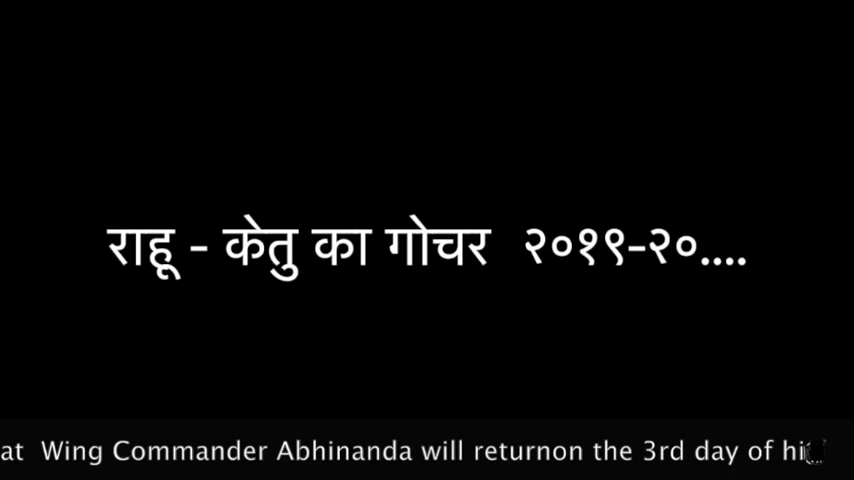 राहू - केतु का गोचर २०१९-२०....
at Wing Commander Abhinanda will returnon the 3rd day of